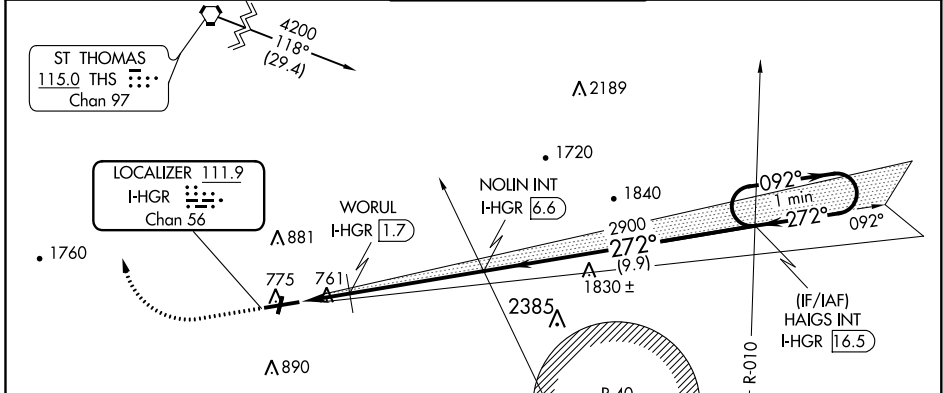 4200
118°
(29.4)
ST THOMAS
115.0 THS
Chan 97
2189
1720
LOCALIZER 111.9
I-HGR
Chan 56
NOLIN INT
I-HGR 6.6
1840
092°
1 min
272°
092°
WORUL
I-HGR 1.7
2900
272°
(9.9)
881
1760
775
761
1830 ±
2385
(IF/IAF)
HAIGS INT
I-HGR 16.5
R-010
890